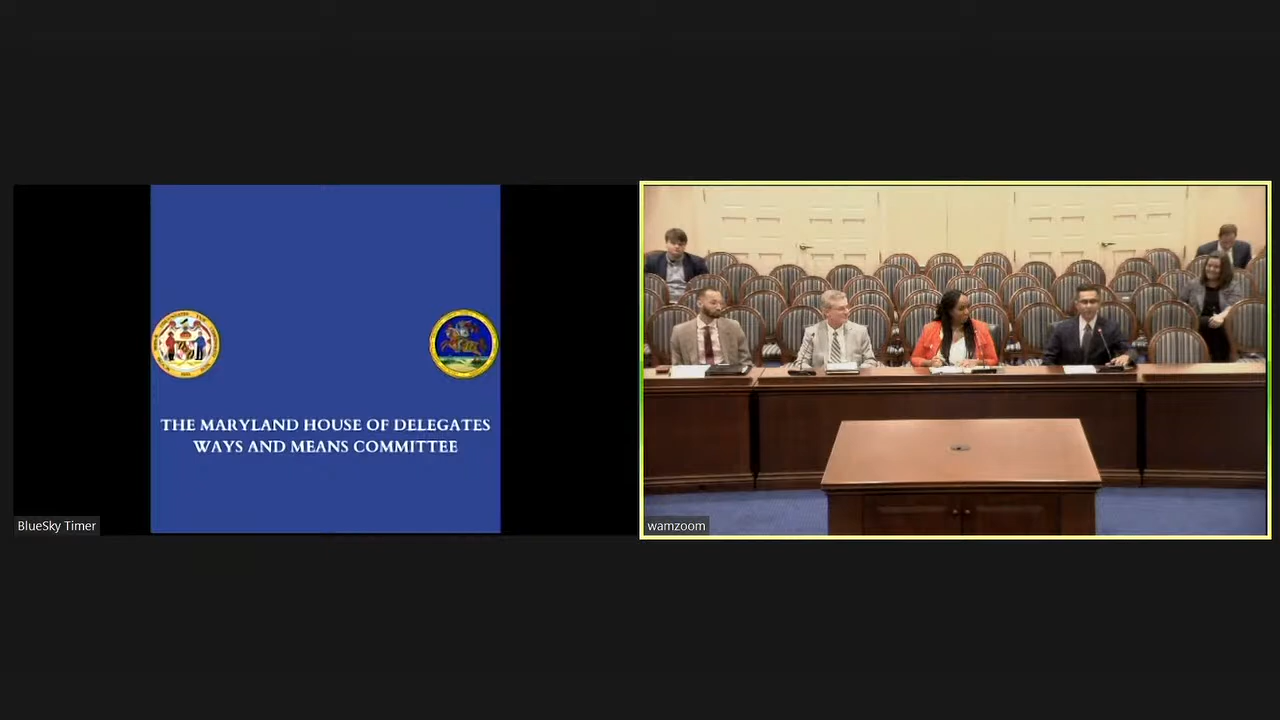 THE MARYLAND HOUSE OF DELEGATES
WAYS AND MEANS COMMITTEE
BlueSky Timer
wamzoom